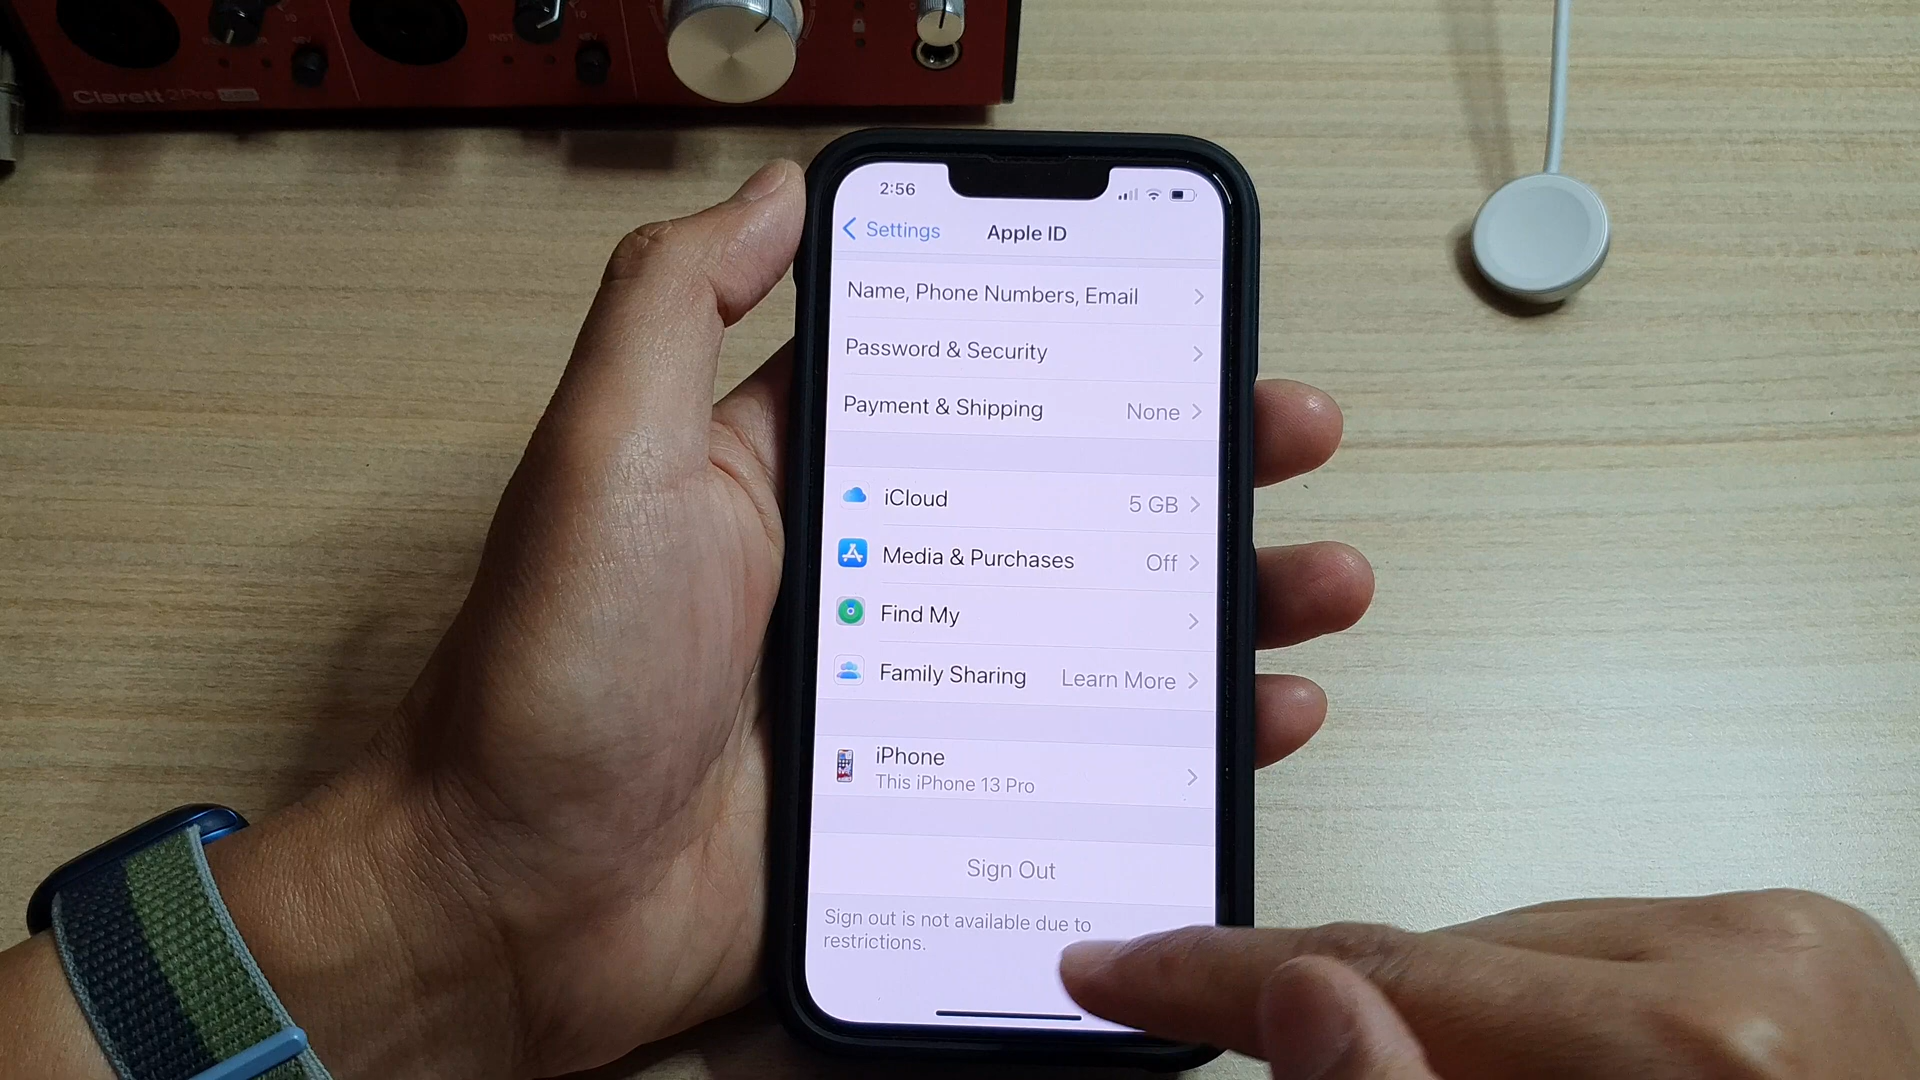 Clarett 2Pre USB
2:56
Settings
Apple ID
Name, Phone Numbers, Email
Password & Security
Payment & Shipping None
iCloud 5 GB
Media & Purchases Off
Find My
Family Sharing Learn More
iPhone
This iPhone 13 Pro
Sign Out
Sign out is not available due to
restrictions.